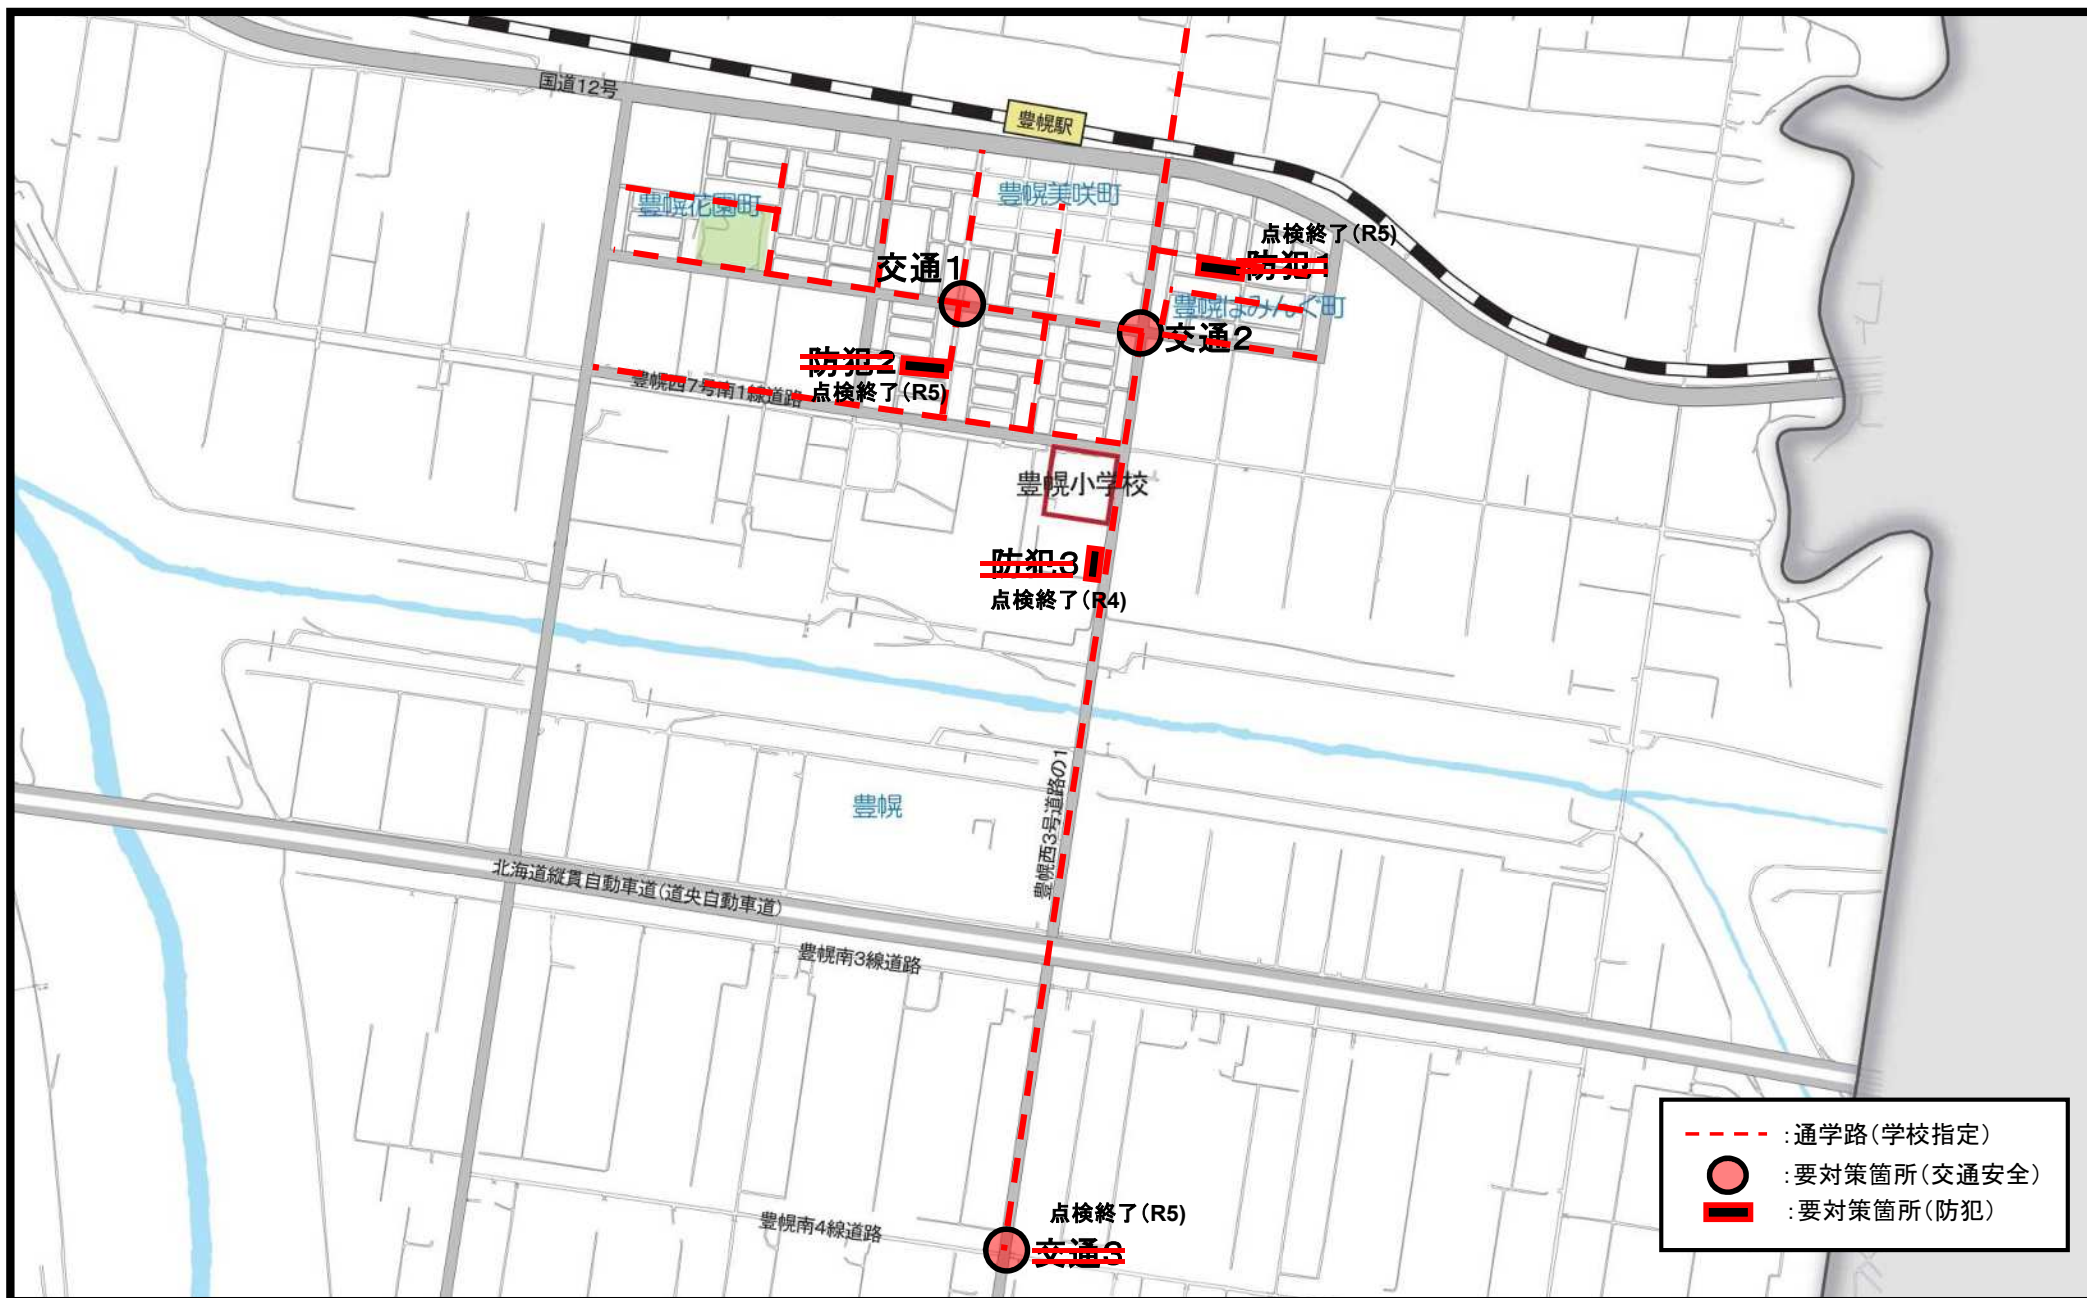 国道12号
豊幌駅
豊幌花園町
豊幌美咲町
点検終了(R5)
防犯1
交通1
豊幌はみんぐ町
交通2
防犯2
豊幌西7号南1線道路
点検終了(R5)
豊幌小学校
防犯3
点検終了(R4)
豊幌西3号道路の1
豊幌
北海道縦貫自動車道(道央自動車道)
豊幌南3線道路
:通学路(学校指定)
:要対策箇所(交通安全)
:要対策箇所(防犯)
点検終了(R5)
豊幌南4線道路
交通3